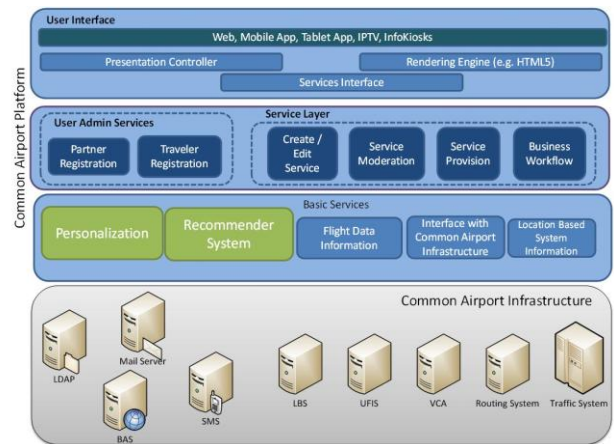 Common Airport Platform
User Interface
Web, Mobile App, Tablet App, IPTV, InfoKiosks
Presentation Controller
Rendering Engine (e.g. HTML5)
Services Interface
User Admin Services
Partner
Registration
Traveler
Registration
Service Layer
Create /
Edit
Service
Service
Moderation
Service
Provision
Business
Workflow
Basic Services
Personalization
Recommender
System
Flight Data
Information
Interface with
Common Airport
Infrastructure
Location Based
System
Information
Common Airport Infrastructure
LDAP
Mail Server
BAS
SMS
LBS
UFIS
VCA
Routing System
Traffic System